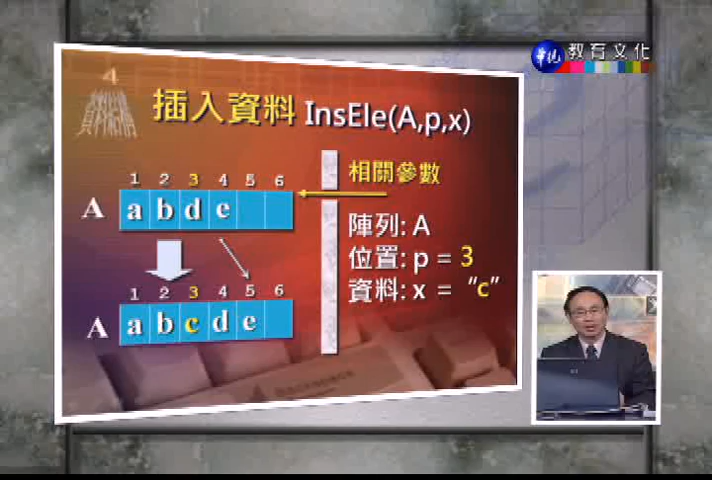 華視 教育文化
4
插入資料 InsEle(A,p,x)
1 2 3 4 5 6
A a b d e
相關參數
陣列: A
位置: p = 3
資料: x = "c"
1 2 3 4 5 6
A a b c d e